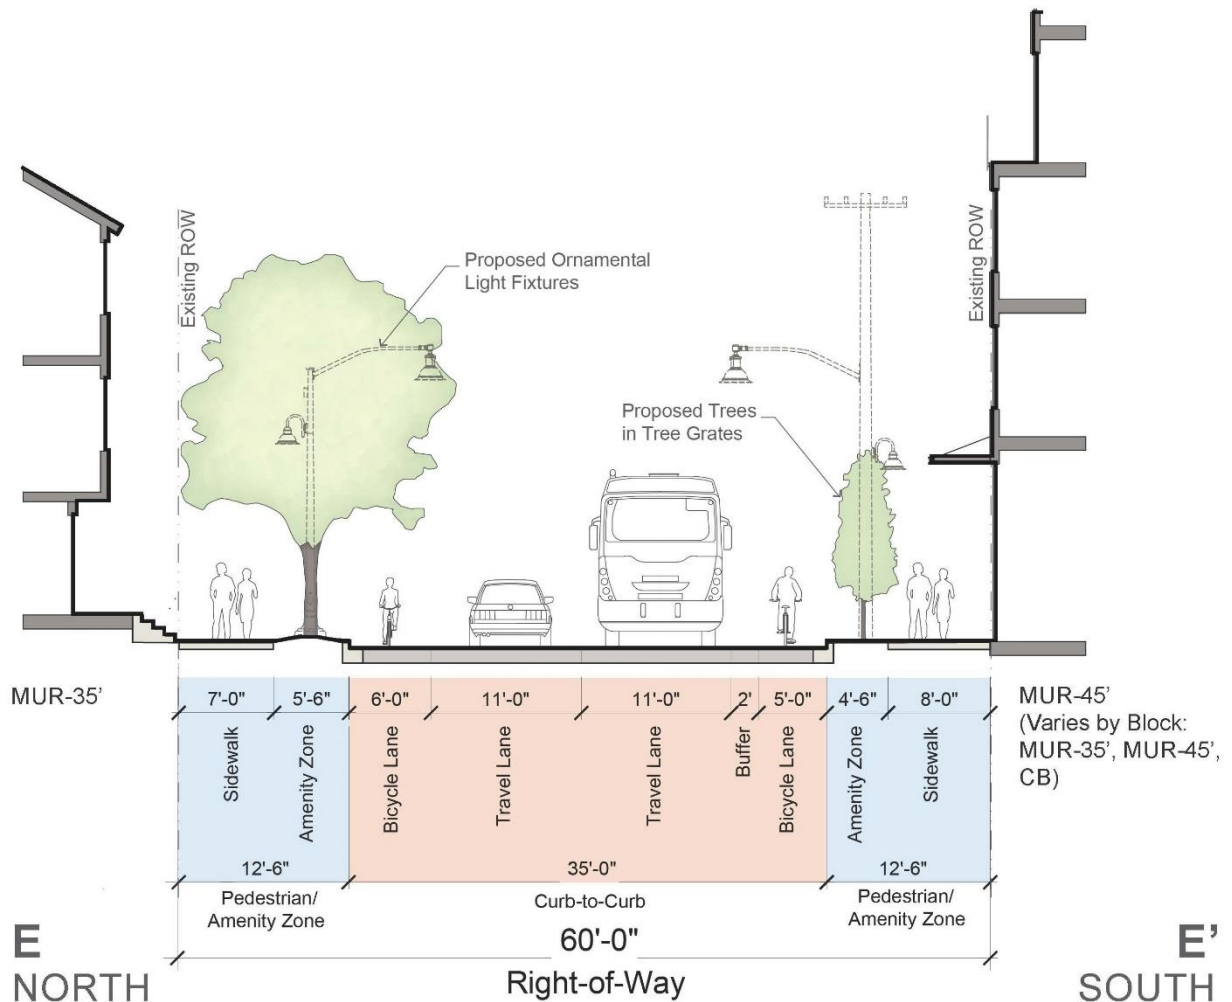 Existing ROW
Existing ROW
Proposed Ornamental
Light Fixtures
Proposed Trees
in Tree Grates
MUR-35'
7'-0"
5'-6"
6'-0"
11'-0"
11'-0"
2'
5'-0"
4'-6"
8'-0"
MUR-45'
(Varies by Block:
MUR-35', MUR-45',
CB)
Sidewalk
Amenity Zone
Bicycle Lane
Travel Lane
Travel Lane
Buffer
Bicycle Lane
Amenity Zone
Sidewalk
12'-6"
35'-0"
12'-6"
Pedestrian/
Amenity Zone
Curb-to-Curb
Pedestrian/
Amenity Zone
60'-0"
Right-of-Way
E
NORTH
E'
SOUTH